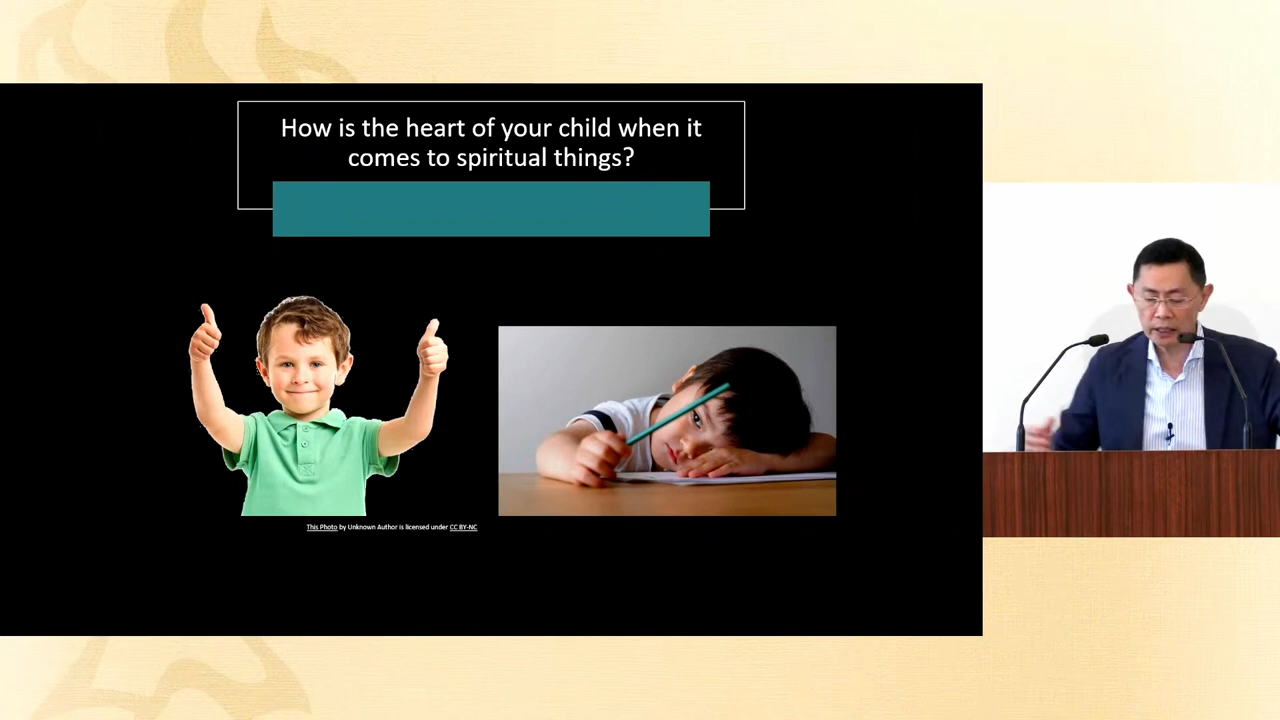 How is the heart of your child when it
comes to spiritual things?
This Photo by Unknown Author is licensed under CC BY-NC